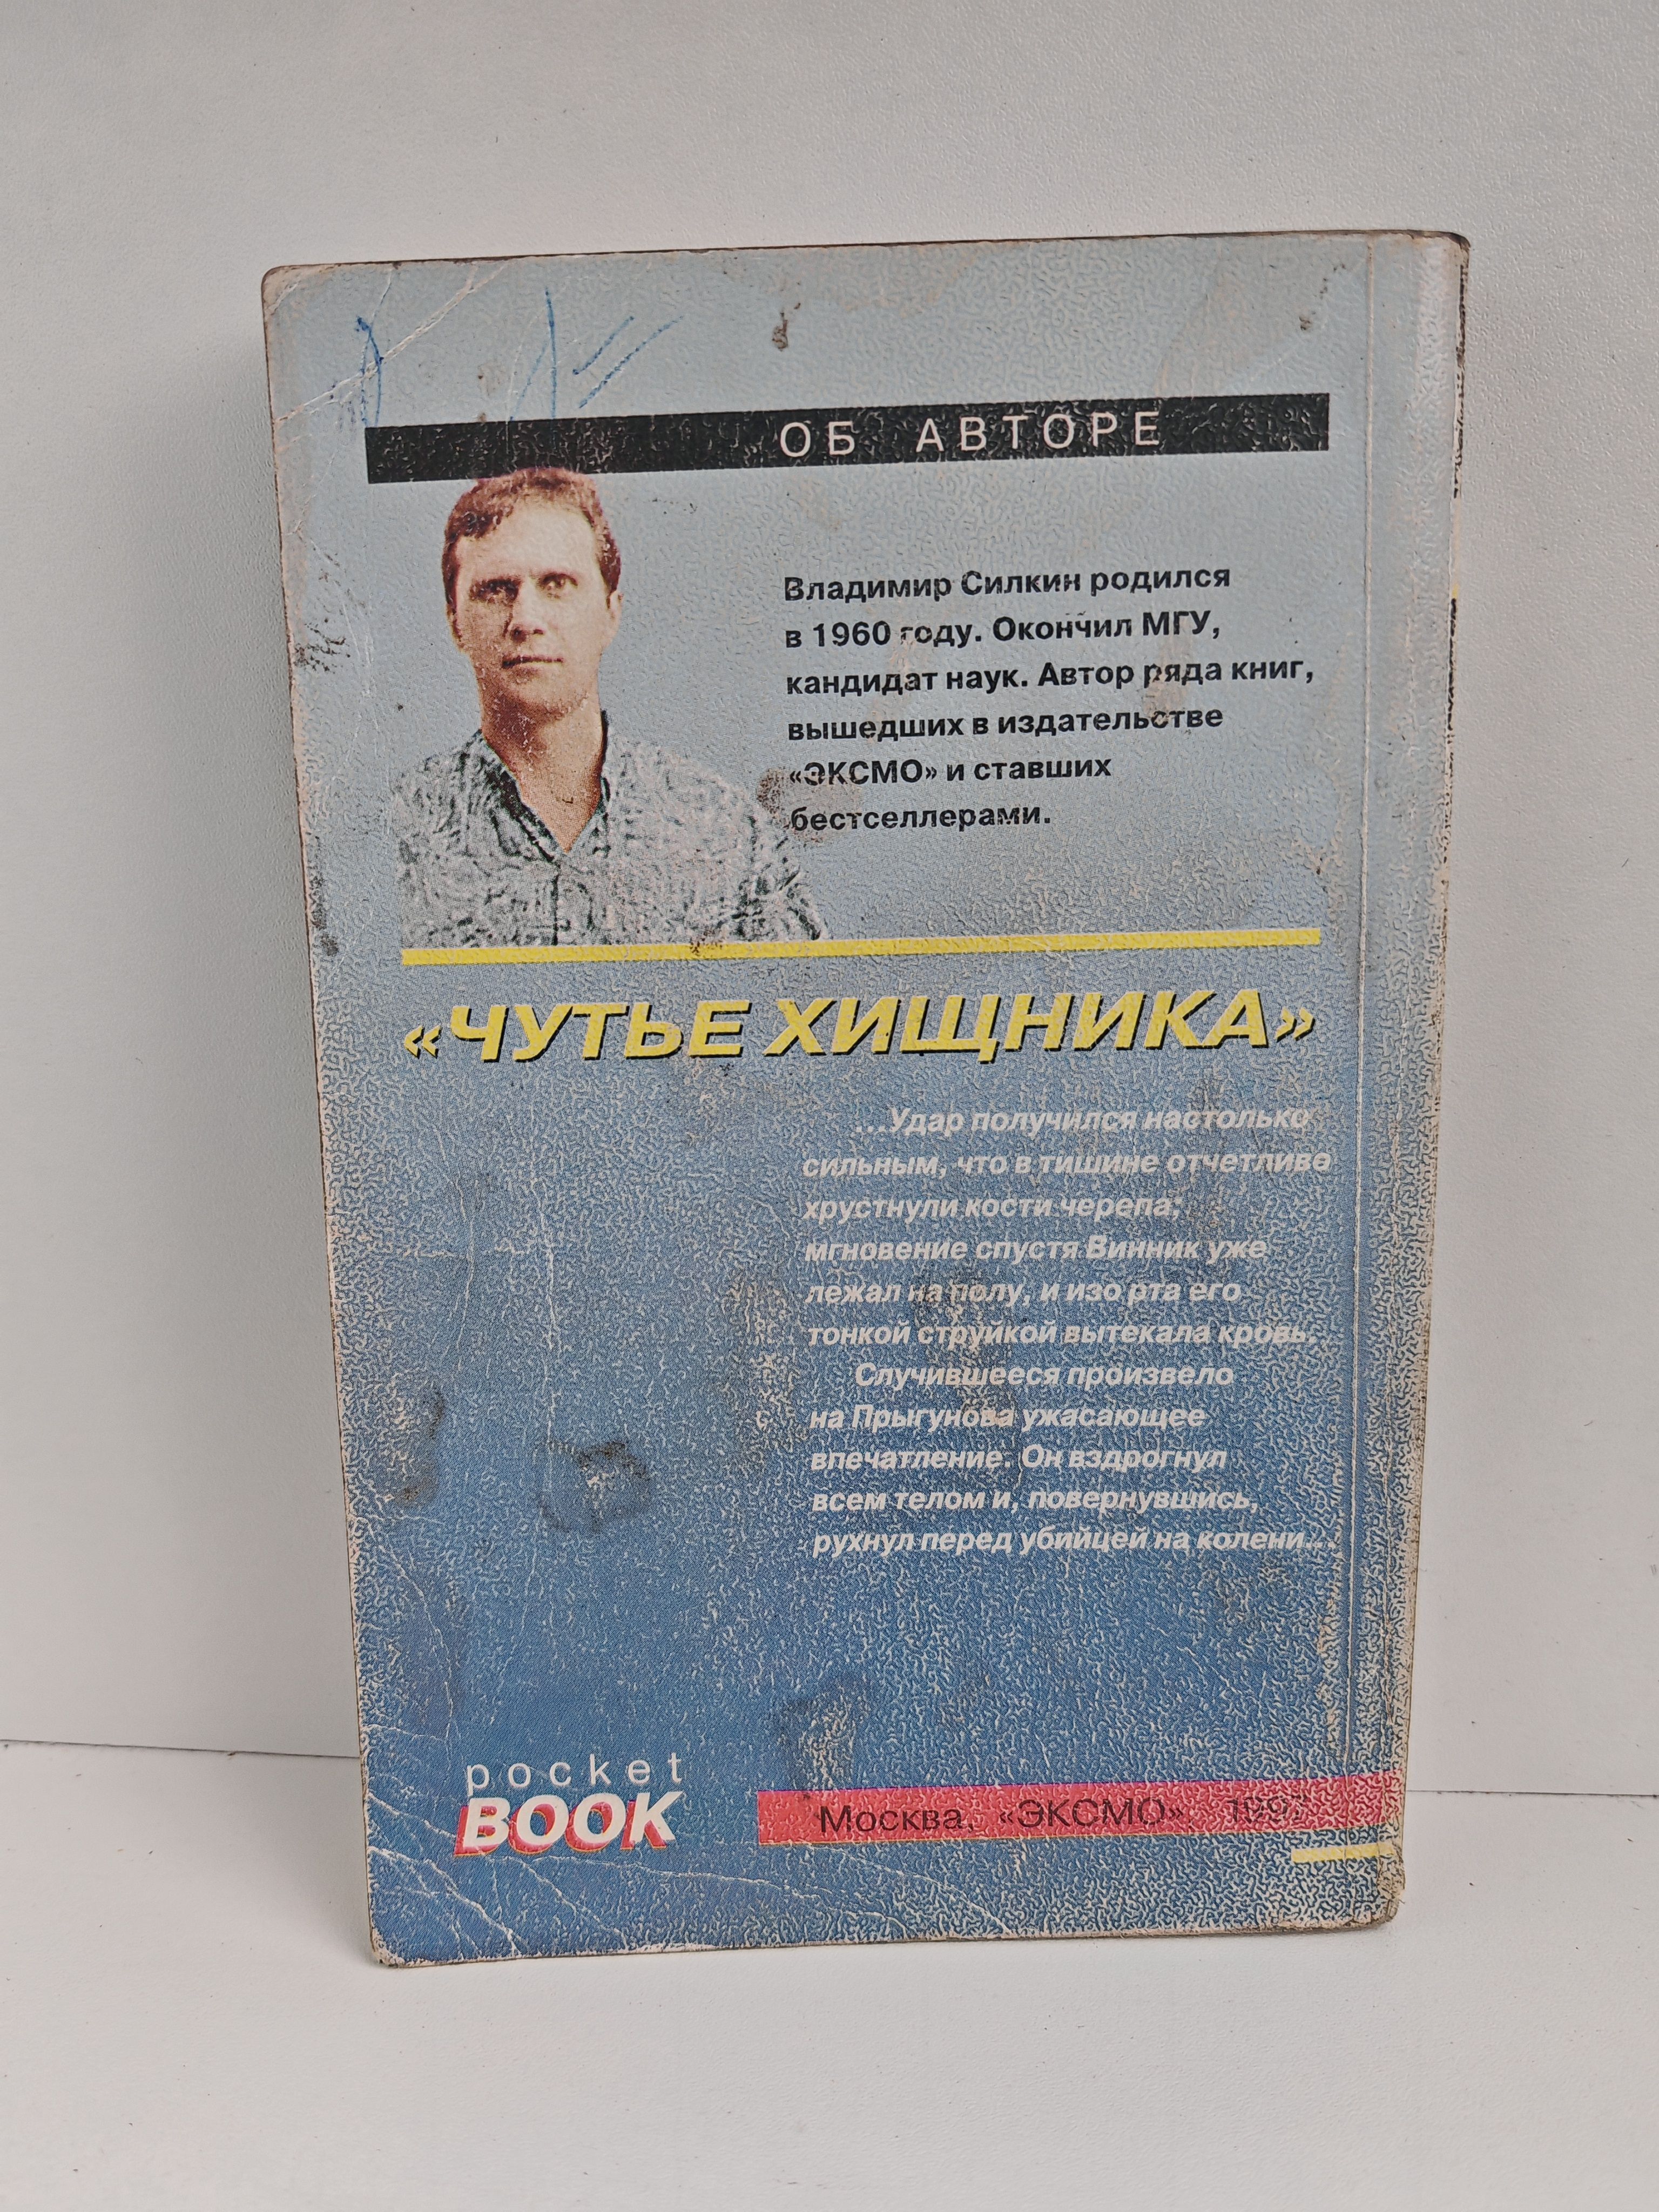 ОБ АВТОРЕ
Владимир Силкин родился
в 1960 году. Окончил МГУ,
кандидат наук. Автор ряда книг,
вышедших в издательстве
«ЭКСМО» и ставших
бестселлерами.
«ЧУТЬЕ ХИЩНИКА»
...Удар получился настолько
сильным, что в тишине отчетливо
хрустнули кости черепа;
мгновение спустя Винник уже
лежал на полу, и изо рта его
тонкой струйкой вытекала кровь.
Случившееся произвело
на Прыгунова ужасающее
впечатление. Он вздрогнул
всем телом и, повернувшись,
рухнул перед убийцей на колени...
pocket
BOOK
Москва, «ЭКСМО», 1997